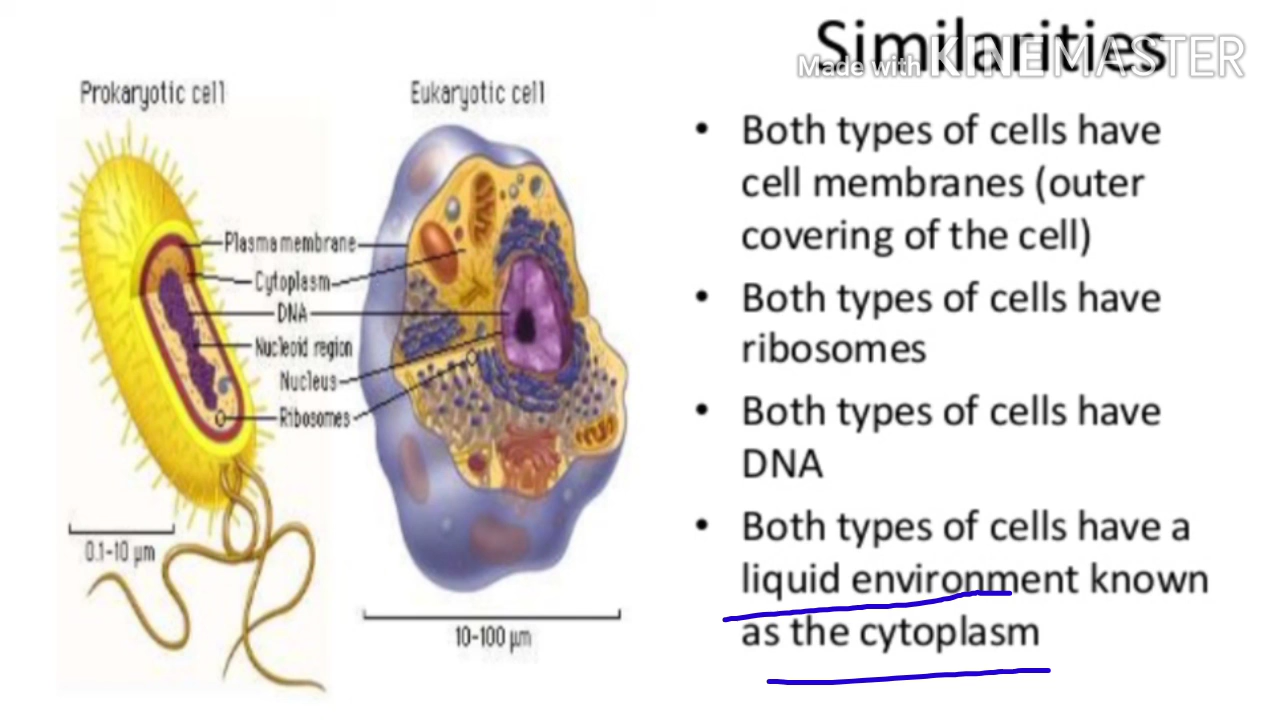 Similarities
Made with KINEMASTER
Prokaryotic cell
Eukaryotic cell
Plasma membrane
Cytoplasm
DNA
Nucleoid region
Nucleus
Ribosomes
0.1-10 µm
10-100 µm
• Both types of cells have
cell membranes (outer
covering of the cell)
• Both types of cells have
ribosomes
• Both types of cells have
DNA
• Both types of cells have a
liquid environment known
as the cytoplasm